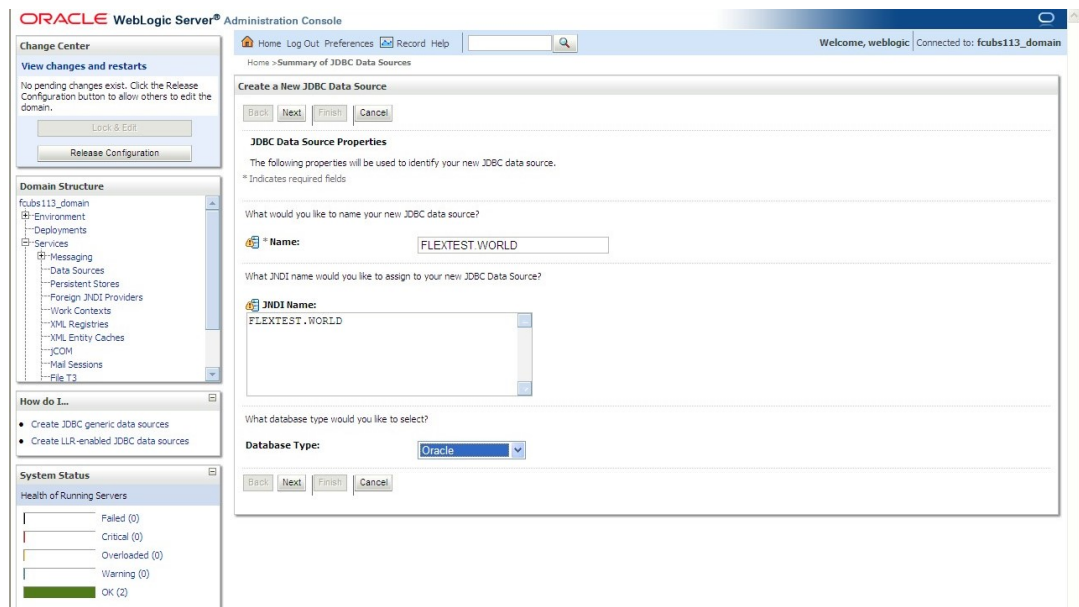 ORACLE WebLogic Server® Administration Console
Change Center
View changes and restarts
No pending changes exist. Click the Release
Configuration button to allow others to edit the
domain.
Lock & Edit
Release Configuration
Domain Structure
fcubs113_domain
Environment
Deployments
Services
Messaging
Data Sources
Persistent Stores
Foreign JNDI Providers
Work Contexts
XML Registries
XML Entity Caches
jCOM
Mail Sessions
File T3
How do I...
Create JDBC generic data sources
Create LLR-enabled JDBC data sources
System Status
Health of Running Servers
Failed (0)
Critical (0)
Overloaded (0)
Warning (0)
OK (2)
Home Log Out Preferences Record Help
Welcome, weblogic Connected to: fcubs113_domain
Home >Summary of JDBC Data Sources
Create a New JDBC Data Source
Back Next Finish Cancel
JDBC Data Source Properties
The following properties will be used to identify your new JDBC data source.
* Indicates required fields
What would you like to name your new JDBC data source?
* Name: FLEXTEST.WORLD
What JNDI name would you like to assign to your new JDBC Data Source?
JNDI Name:
FLEXTEST.WORLD
What database type would you like to select?
Database Type: Oracle
Back Next Finish Cancel